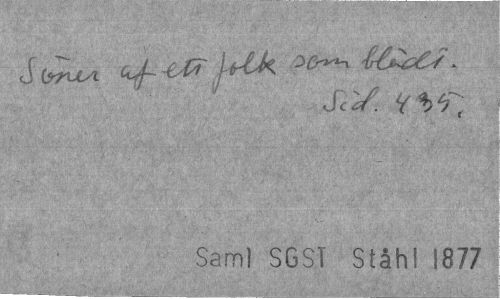 Söner af ett folk som blödt.
Sid. 435.
Saml SGST Ståhl 1877